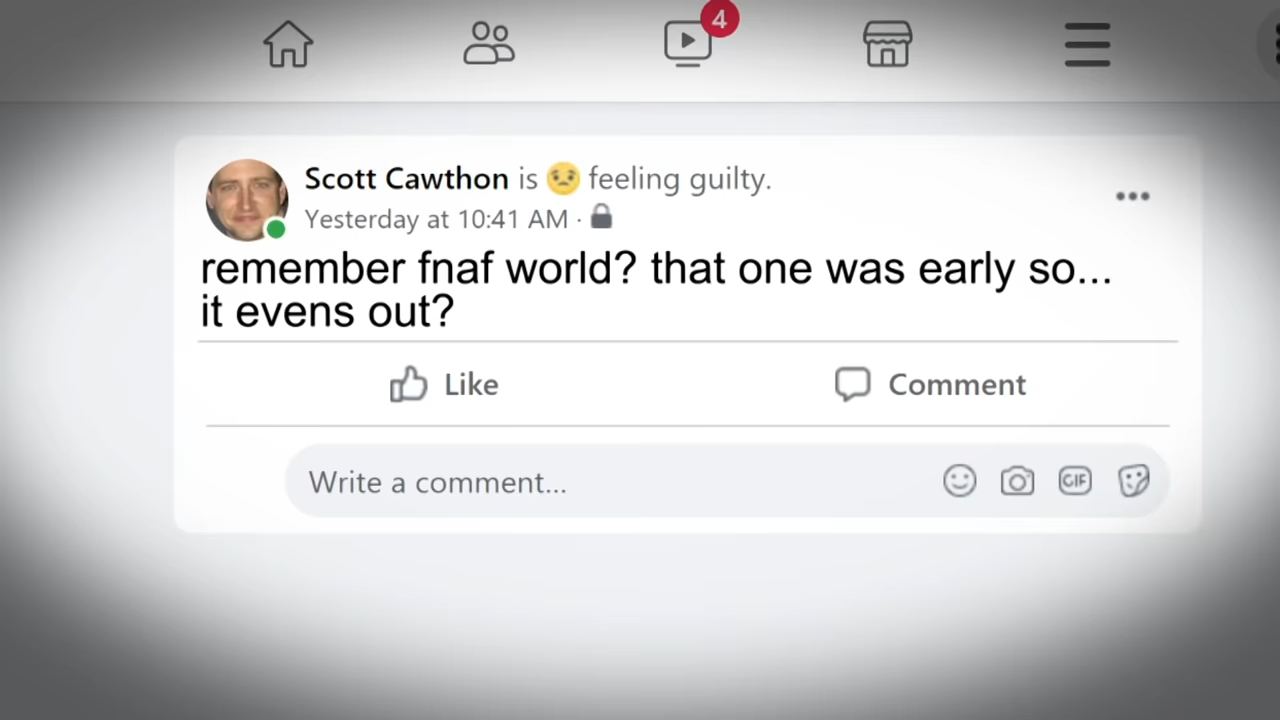 4
Scott Cawthon is 😟 feeling guilty.
Yesterday at 10:41 AM ·
remember fnaf world? that one was early so...
it evens out?
Like
Comment
Write a comment...
GIF